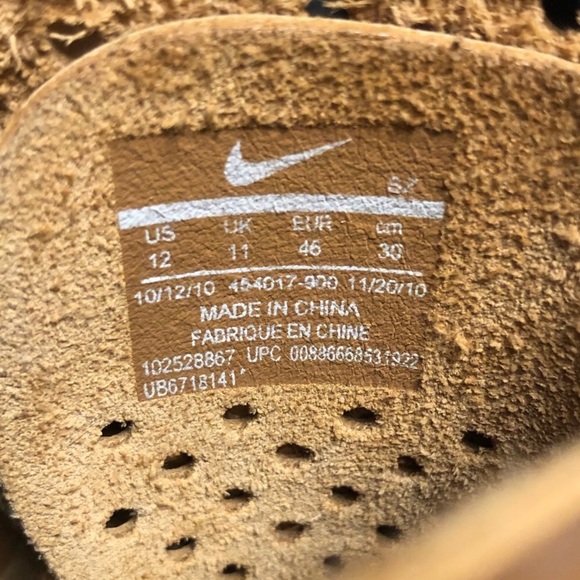 SZ
US UK EUR cm
12 11 46 30
10/12/10 454017-900 11/20/10
MADE IN CHINA
FABRIQUE EN CHINE
102528867 UPC 00886668531922
UB6718141*